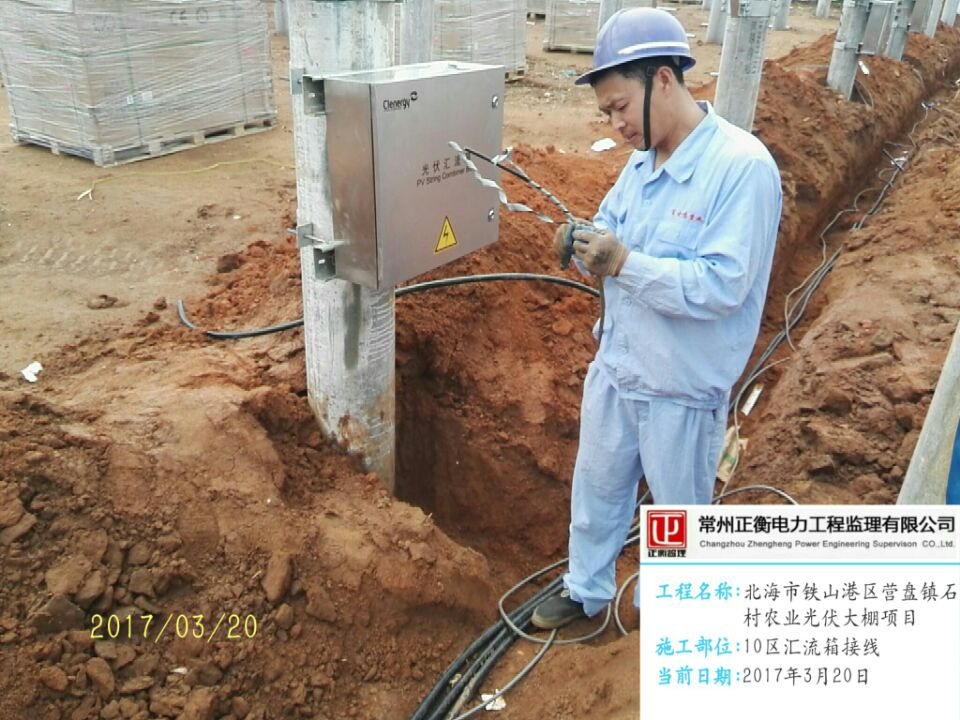 Clenergy
光伏汇流
PV String Combiner
2017/03/20
正衡监理
常州正衡电力工程监理有限公司
Changzhou Zhengheng Power Engineering Supervison CO.,Ltd.
工程名称:北海市铁山港区营盘镇石
村农业光伏大棚项目
施工部位:10区汇流箱接线
当前日期:2017年3月20日